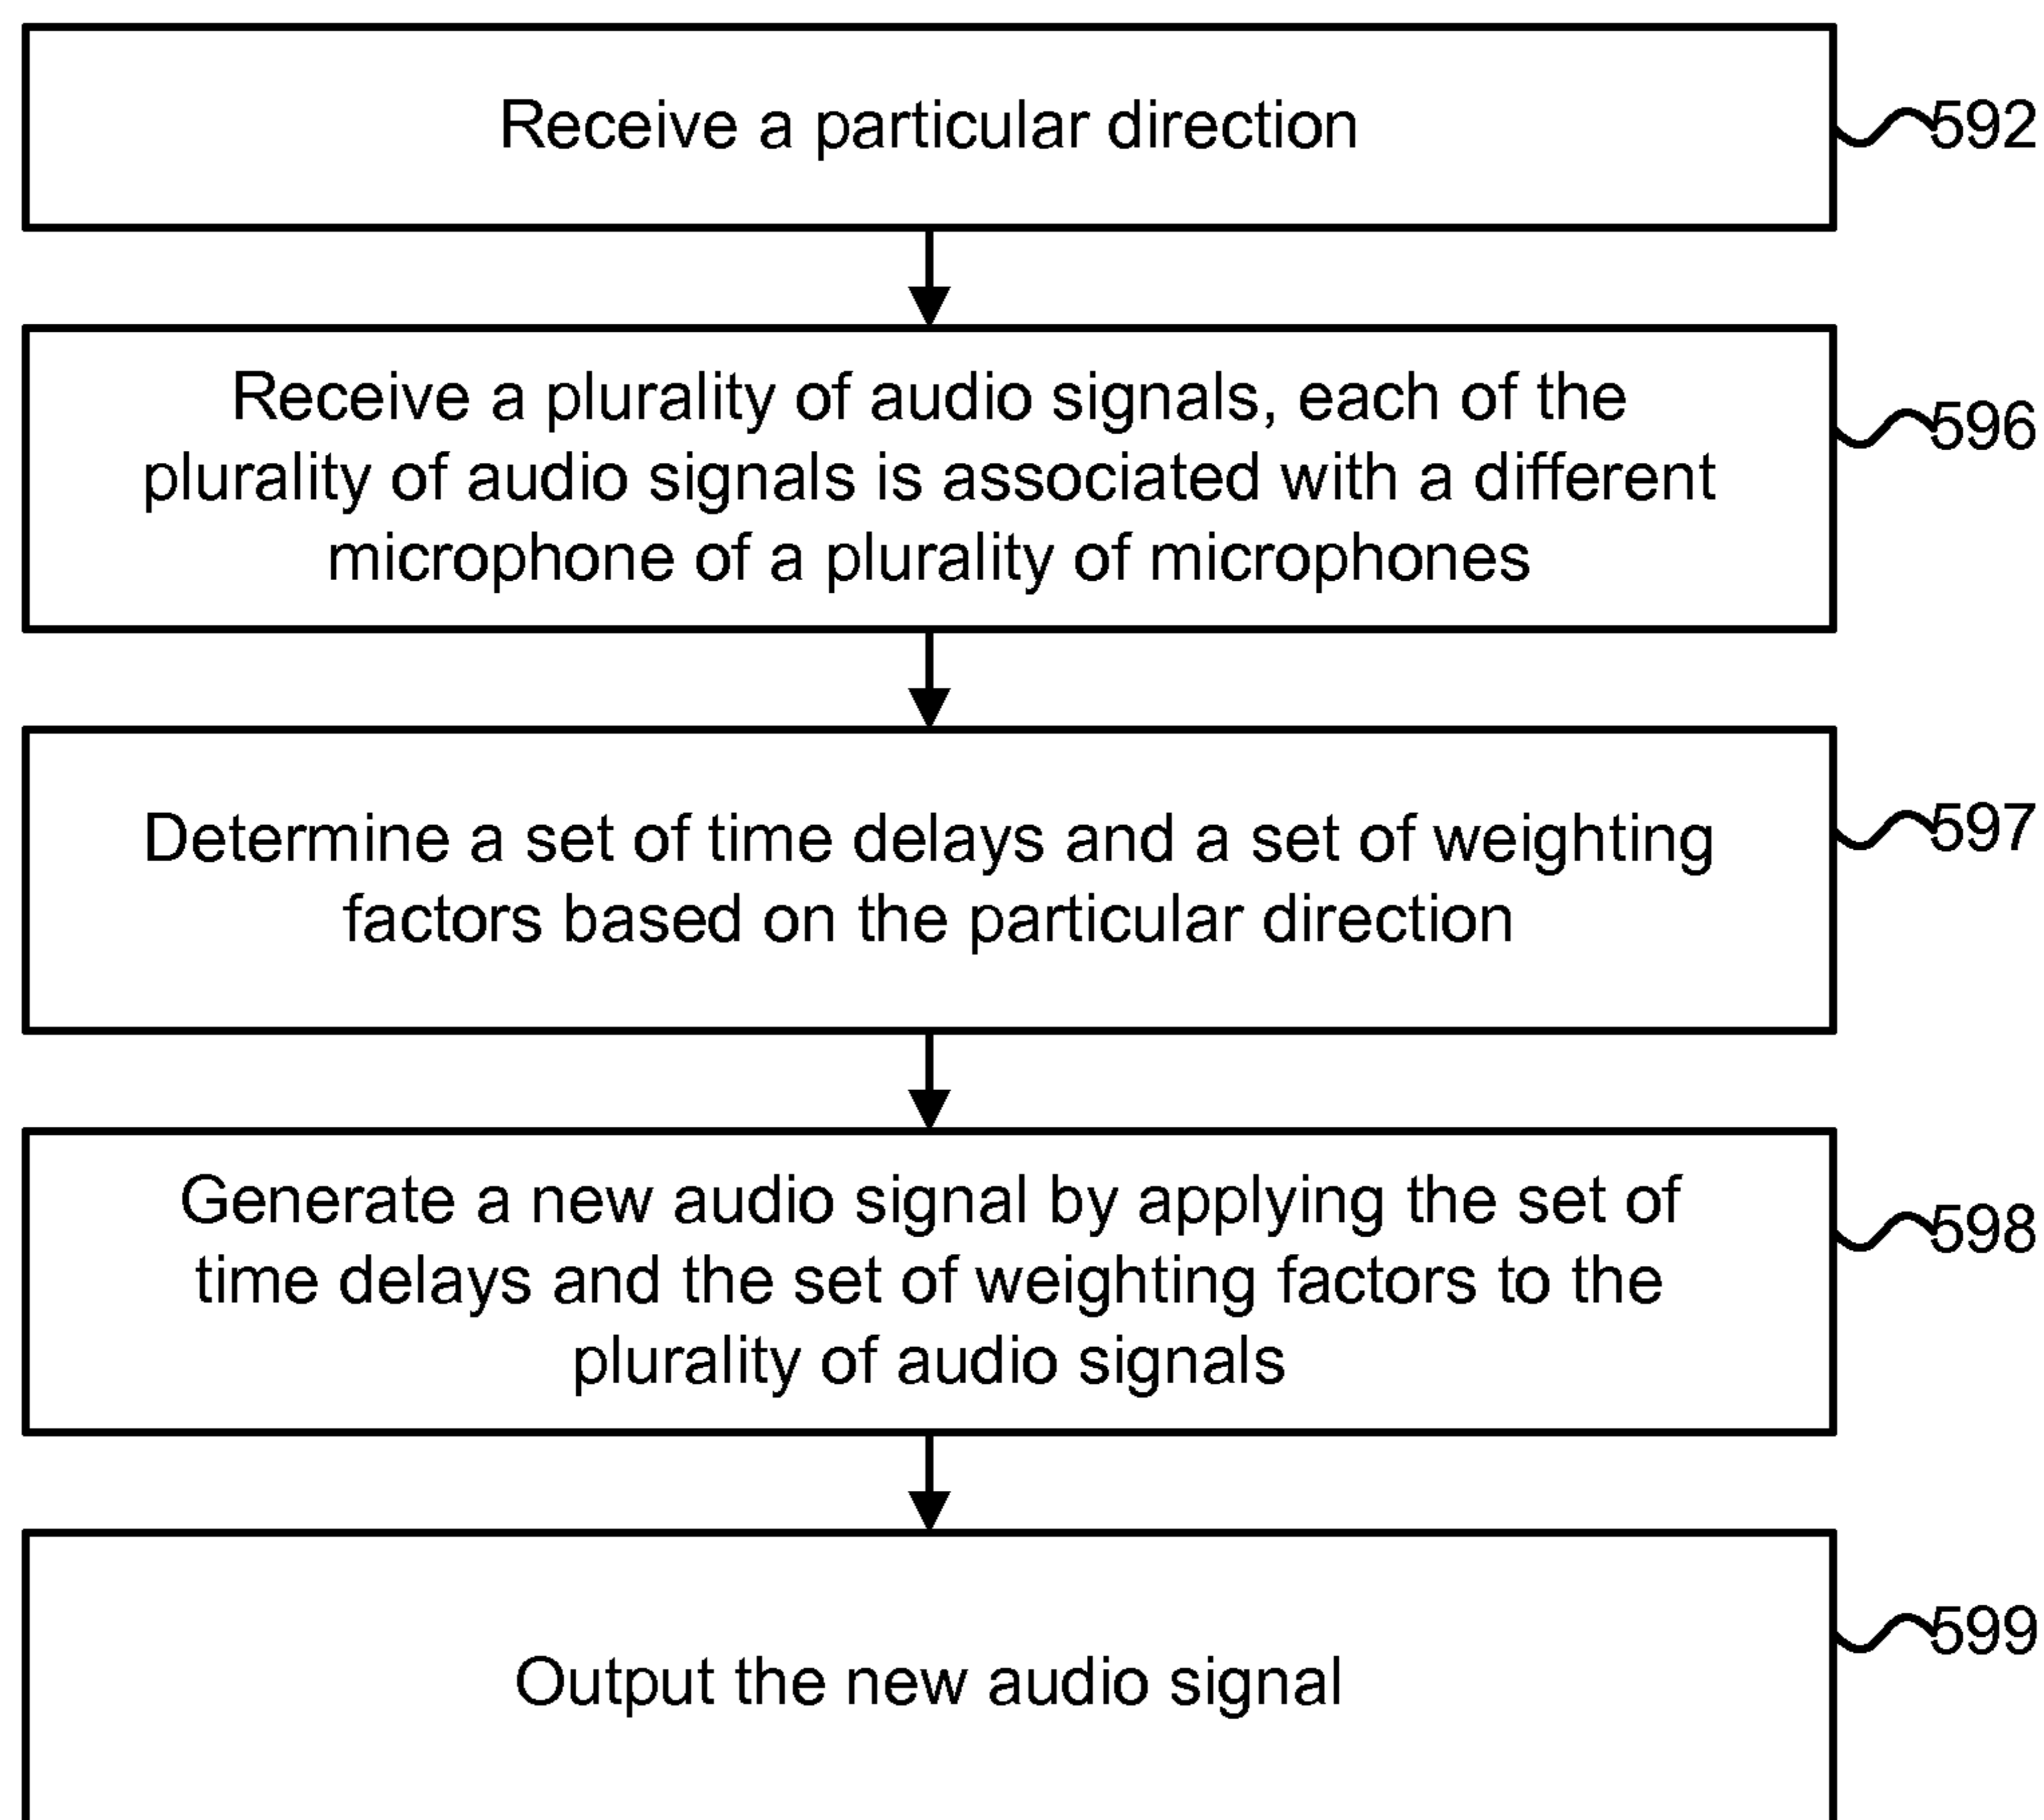 Receive a particular direction
592
Receive a plurality of audio signals, each of the
plurality of audio signals is associated with a different
microphone of a plurality of microphones
596
Determine a set of time delays and a set of weighting
factors based on the particular direction
597
Generate a new audio signal by applying the set of
time delays and the set of weighting factors to the
plurality of audio signals
598
Output the new audio signal
599